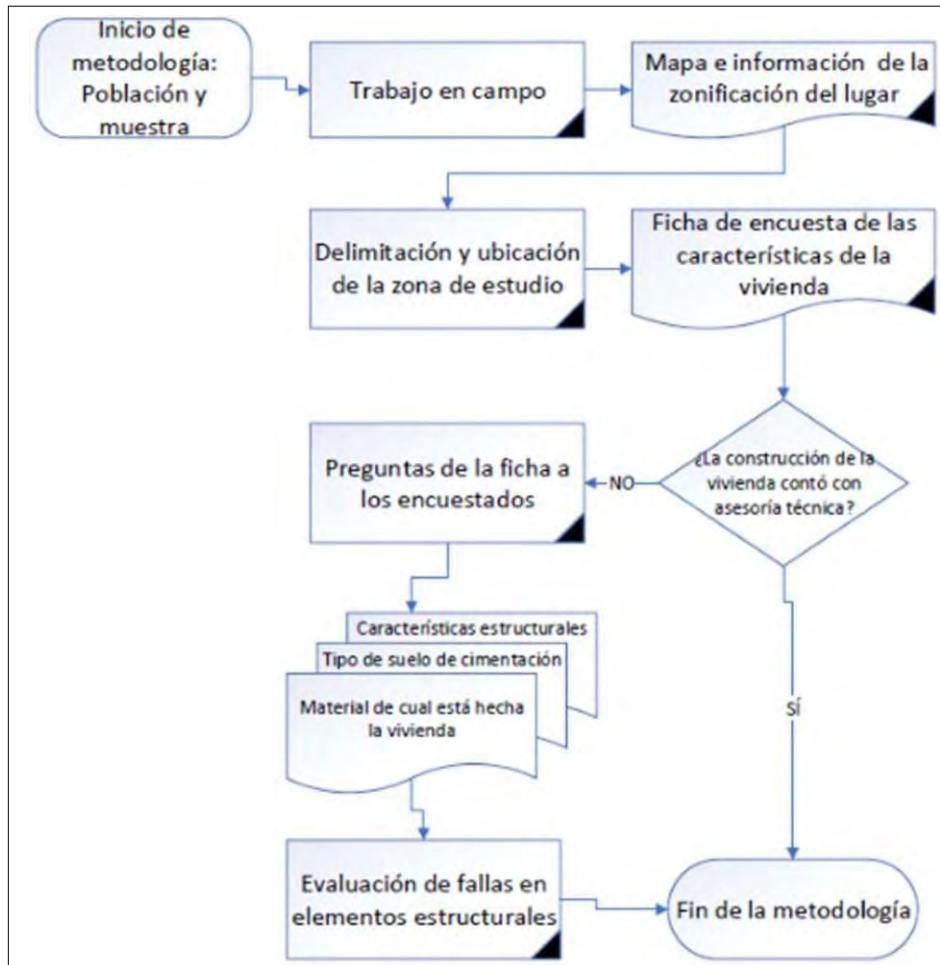 Inicio de
metodología:
Población y
muestra
Trabajo en campo
Mapa e información de la
zonificación del lugar
Delimitación y ubicación
de la zona de estudio
Ficha de encuesta de las
características de la
vivienda
¿La construcción de la
vivienda contó con
asesoría técnica?
NO
Preguntas de la ficha a
los encuestados
Características estructurales
Tipo de suelo de cimentación
Material de cual está hecha
la vivienda
SÍ
Evaluación de fallas en
elementos estructurales
Fin de la metodología